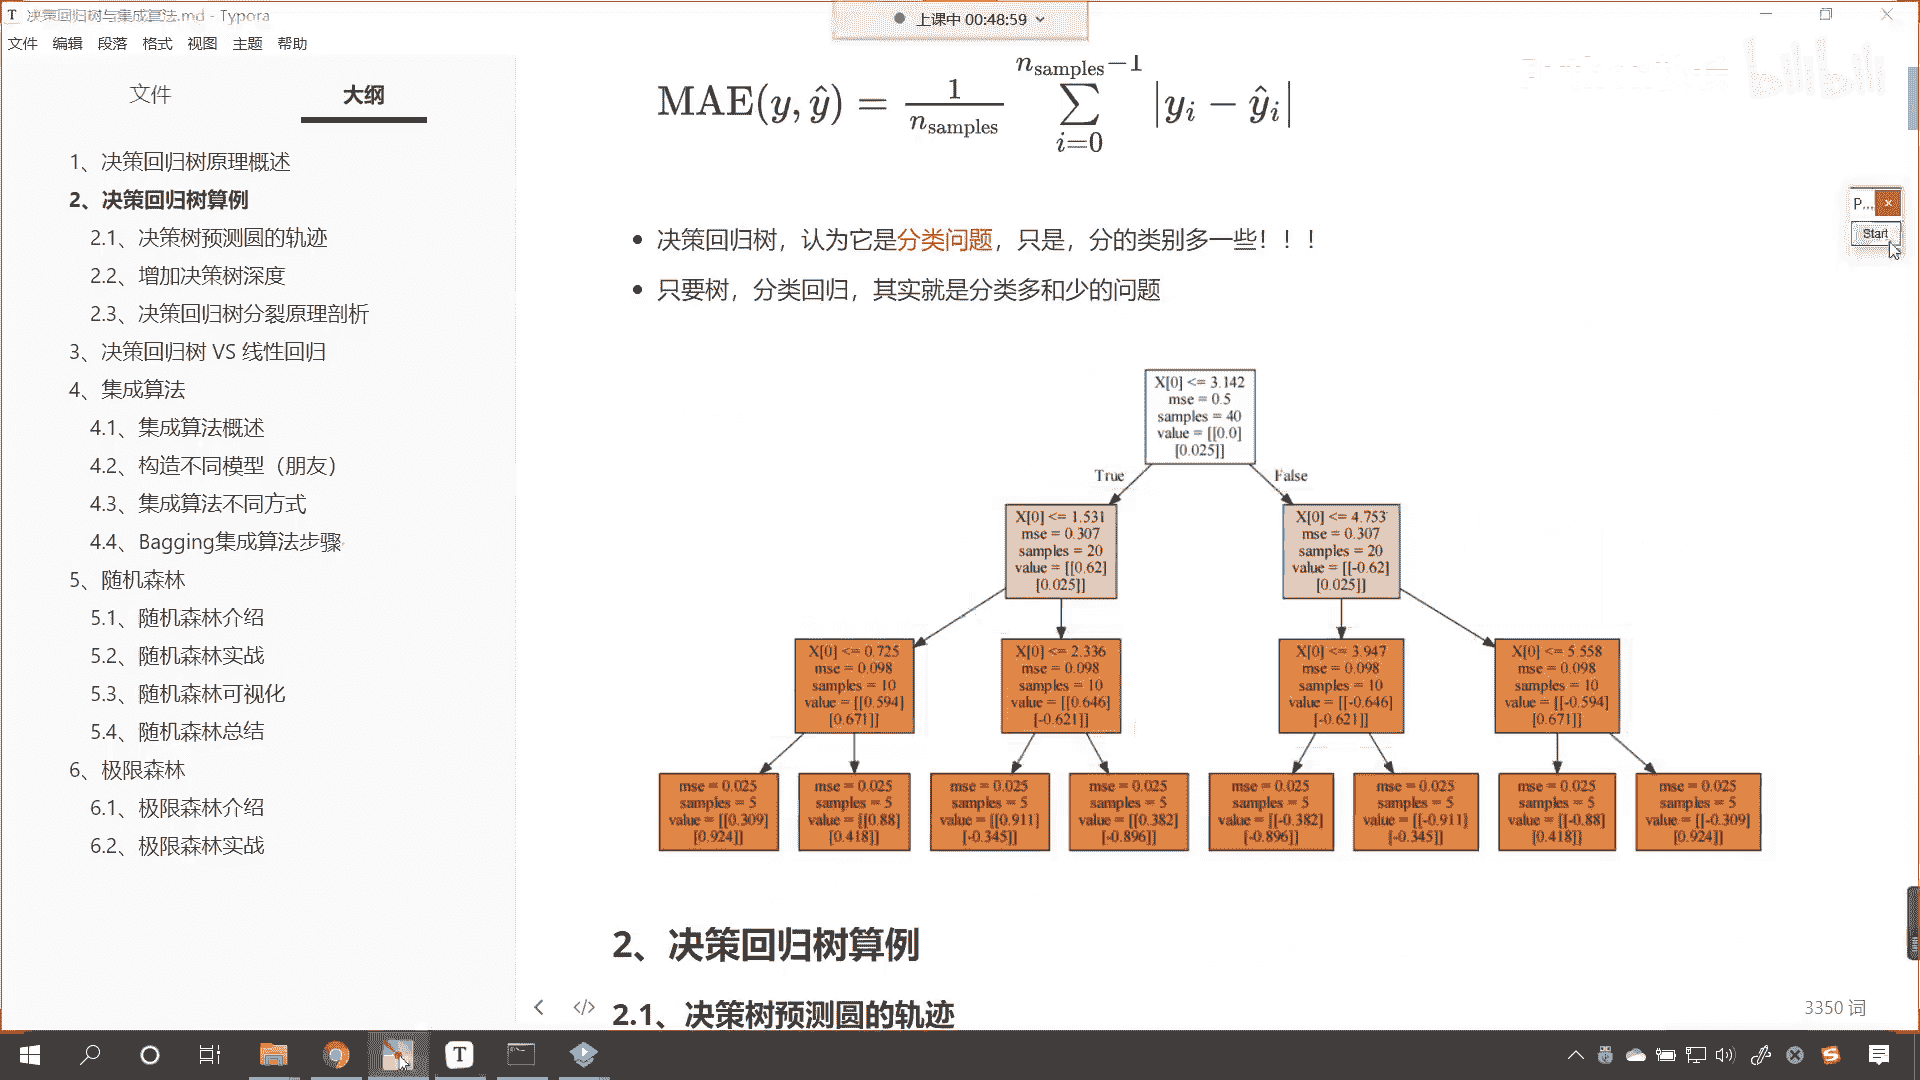 决策回归树与集成算法.md - Typora
上课中 00:48:59
文件 编辑 段落 格式 视图 主题 帮助
文件 大纲
1、决策回归树原理概述
2、决策回归树算例
2.1、决策树预测圆的轨迹
2.2、增加决策树深度
2.3、决策回归树分裂原理剖析
3、决策回归树 VS 线性回归
4、集成算法
4.1、集成算法概述
4.2、构造不同模型（朋友）
4.3、集成算法不同方式
4.4、Bagging集成算法步骤
5、随机森林
5.1、随机森林介绍
5.2、随机森林实战
5.3、随机森林可视化
5.4、随机森林总结
6、极限森林
6.1、极限森林介绍
6.2、极限森林实战
MAE(y, ŷ) = 1/n_samples ∑_{i=0}^{n_samples−1} |y_i − ŷ_i|
bilibili
P...
Start
决策回归树，认为它是分类问题，只是，分的类别多一些！！！
只要树，分类回归，其实就是分类多和少的问题
X[0] <= 3.142
mse = 0.5
samples = 40
value = [[0.0]
[0.025]]
True
False
X[0] <= 1.531
mse = 0.307
samples = 20
value = [[0.62]
[0.025]]
X[0] <= 4.753
mse = 0.307
samples = 20
value = [[-0.62]
[0.025]]
X[0] <= 0.725
mse = 0.098
samples = 10
value = [[0.594]
[0.671]]
X[0] <= 2.336
mse = 0.098
samples = 10
value = [[0.646]
[-0.621]]
X[0] <= 3.947
mse = 0.098
samples = 10
value = [[-0.646]
[-0.621]]
X[0] <= 5.558
mse = 0.098
samples = 10
value = [[-0.594]
[0.671]]
mse = 0.025
samples = 5
value = [[0.309]
[0.924]]
mse = 0.025
samples = 5
value = [[0.88]
[0.418]]
mse = 0.025
samples = 5
value = [[0.911]
[-0.345]]
mse = 0.025
samples = 5
value = [[0.382]
[-0.896]]
mse = 0.025
samples = 5
value = [[-0.382]
[-0.896]]
mse = 0.025
samples = 5
value = [[-0.911]
[-0.345]]
mse = 0.025
samples = 5
value = [[-0.88]
[0.418]]
mse = 0.025
samples = 5
value = [[-0.309]
[0.924]]
2、决策回归树算例
2.1、决策树预测圆的轨迹
3350 词